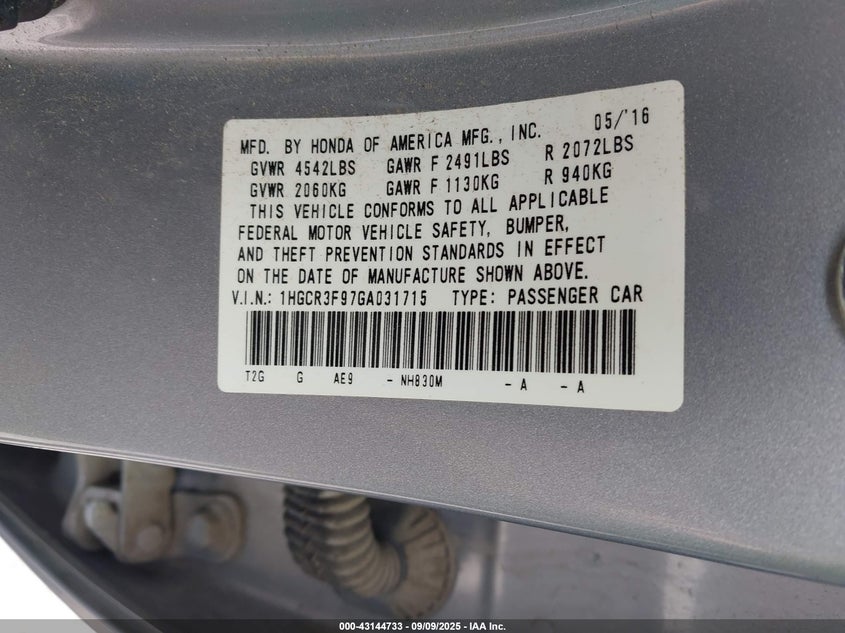 MFD. BY HONDA OF AMERICA MFG., INC. 05/'16
GVWR 4542LBS GAWR F 2491LBS R 2072LBS
GVWR 2060KG GAWR F 1130KG R 940KG
THIS VEHICLE CONFORMS TO ALL APPLICABLE
FEDERAL MOTOR VEHICLE SAFETY, BUMPER,
AND THEFT PREVENTION STANDARDS IN EFFECT
ON THE DATE OF MANUFACTURE SHOWN ABOVE.
V.I.N.: 1HGCR3F97GA031715 TYPE: PASSENGER CAR
T2G G AE9 - NH830M - A - A
000-43144733 - 09/09/2025 - IAA Inc.